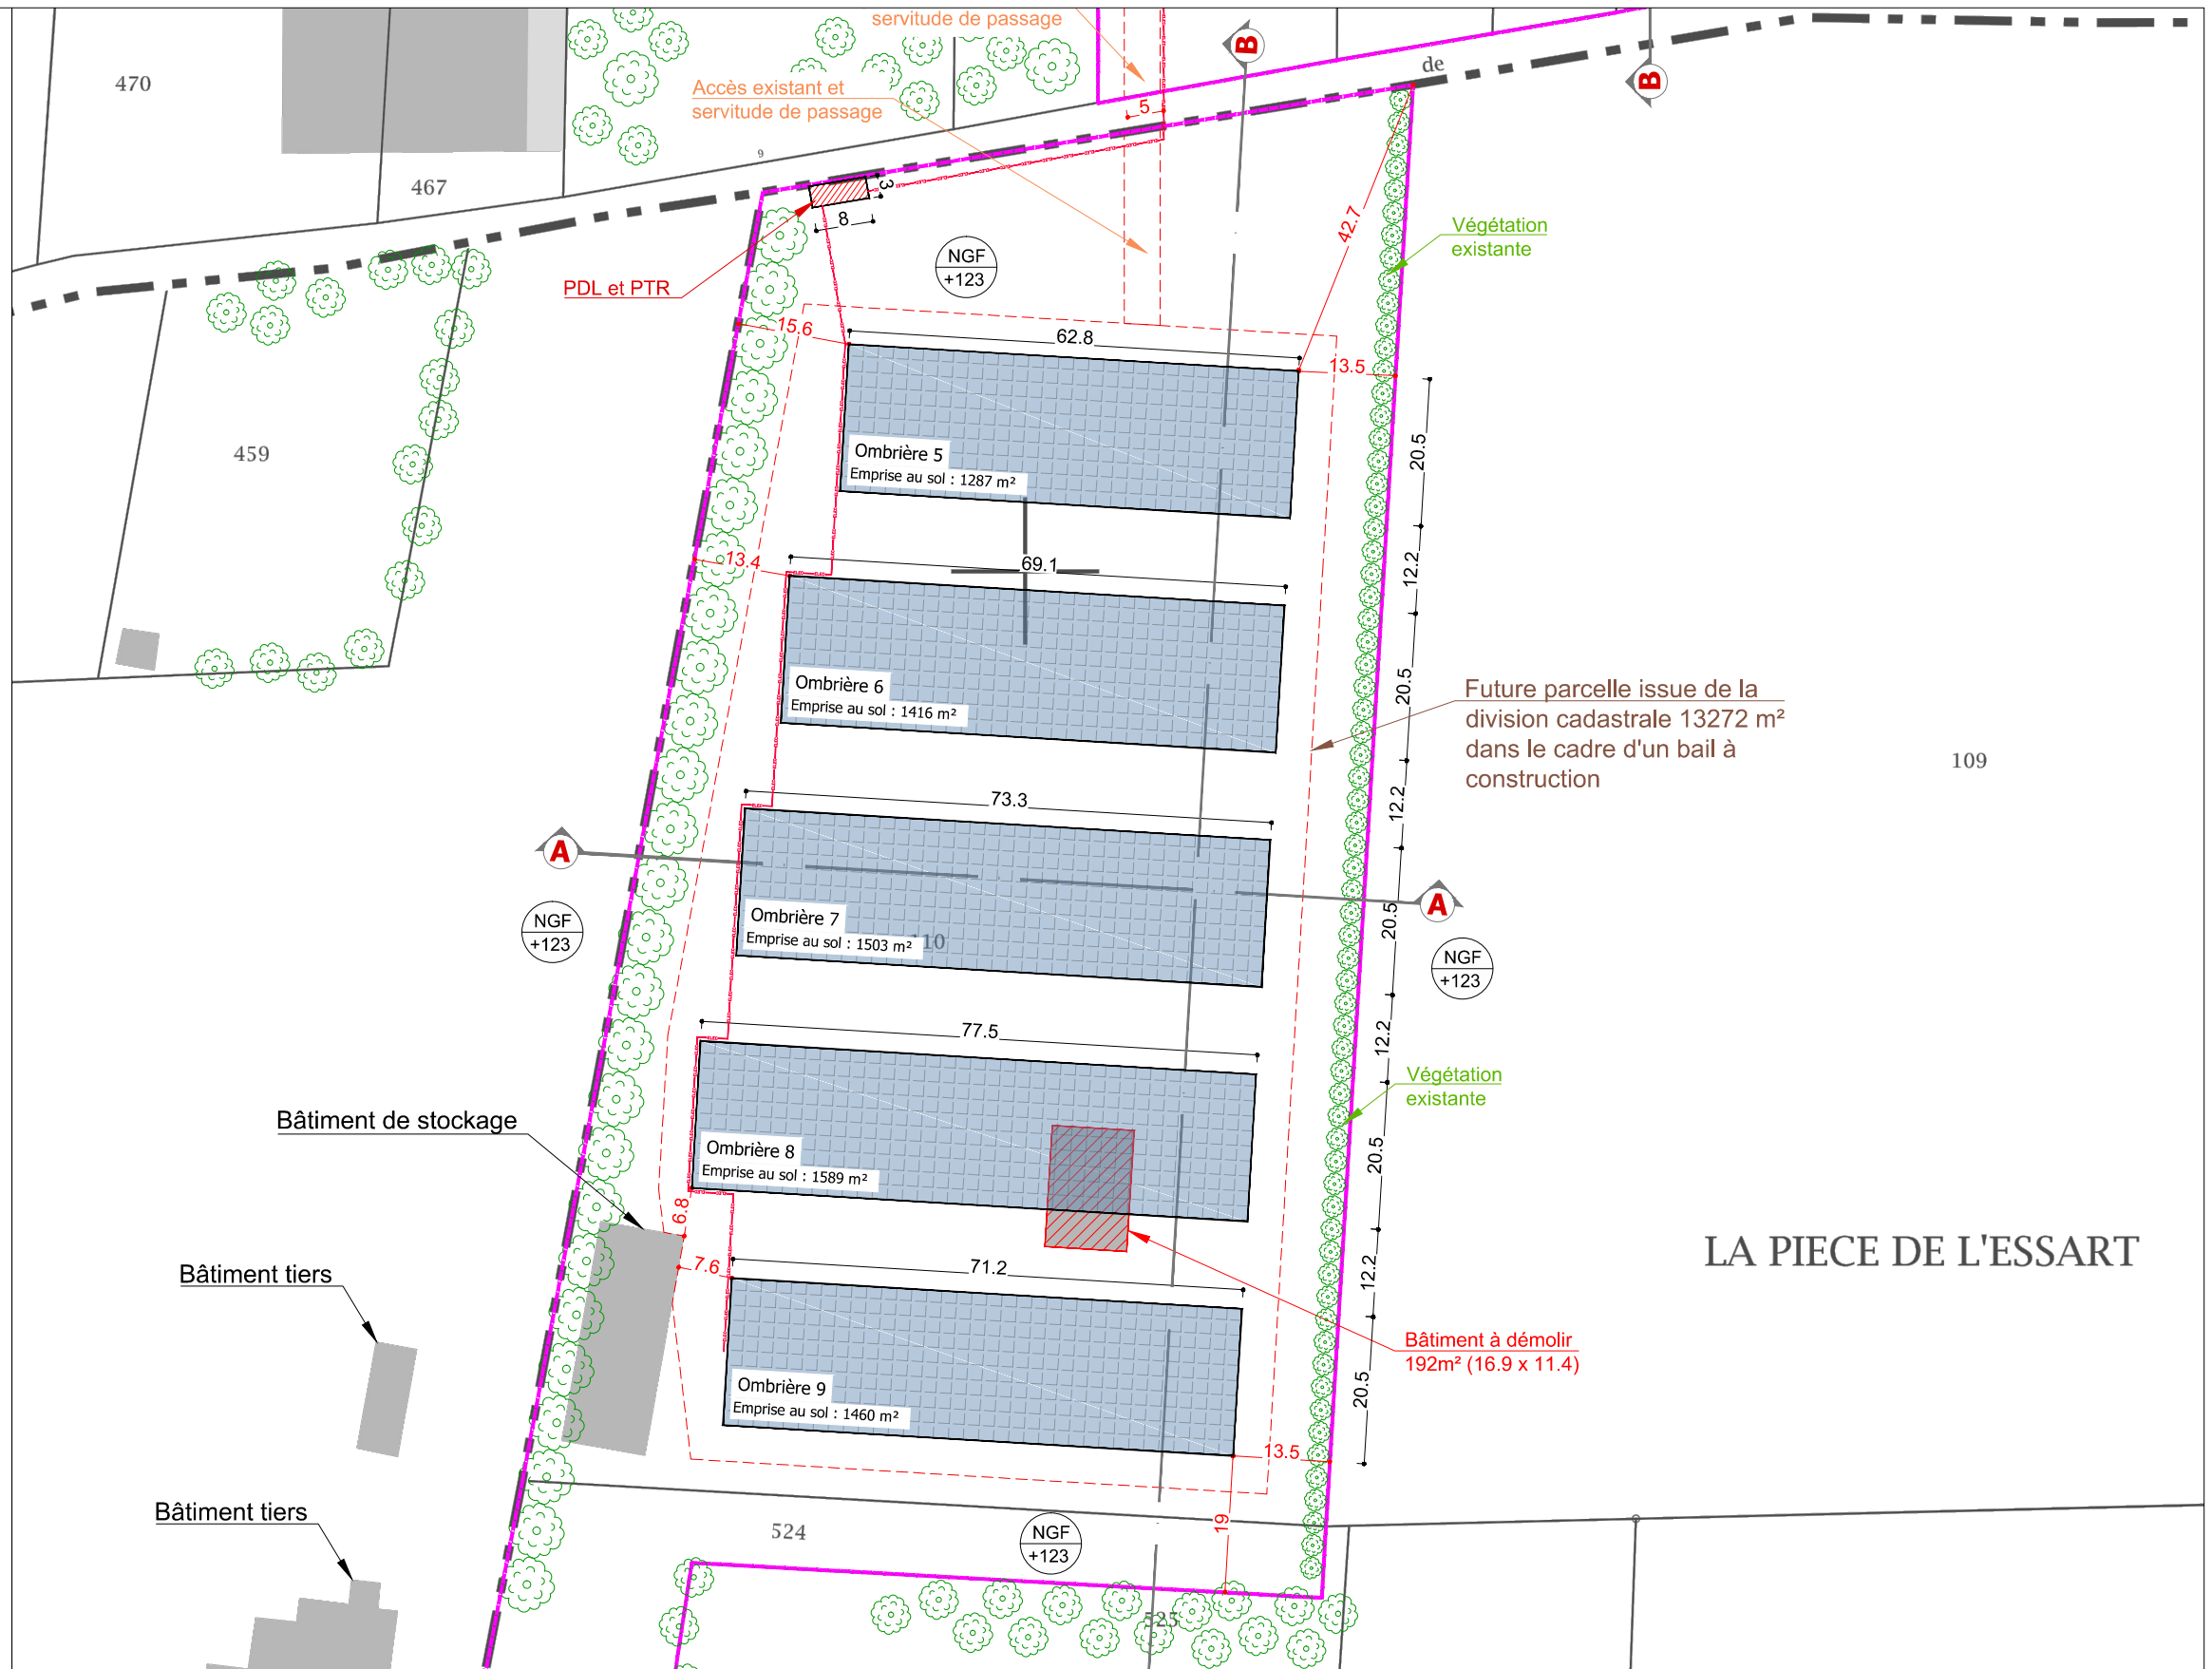 servitude de passage
B
de
B
470
Accès existant et
servitude de passage
5
9
467
3
8
42.7
Végétation
existante
NGF
+123
PDL et PTR
15.6
62.8
13.5
459
20.5
Ombrière 5
Emprise au sol : 1287 m²
13.4
69.1
12.2
Ombrière 6
Emprise au sol : 1416 m²
20.5
Future parcelle issue de la
division cadastrale 13272 m²
dans le cadre d'un bail à
construction
109
73.3
12.2
A
A
Ombrière 7
Emprise au sol : 1503 m²
110
20.5
NGF
+123
NGF
+123
77.5
12.2
Végétation
existante
Bâtiment de stockage
Ombrière 8
Emprise au sol : 1589 m²
20.5
6.8
7.6
71.2
12.2
LA PIECE DE L'ESSART
Bâtiment tiers
Bâtiment à démolir
192m² (16.9 x 11.4)
Ombrière 9
Emprise au sol : 1460 m²
20.5
13.5
Bâtiment tiers
524
NGF
+123
19
525